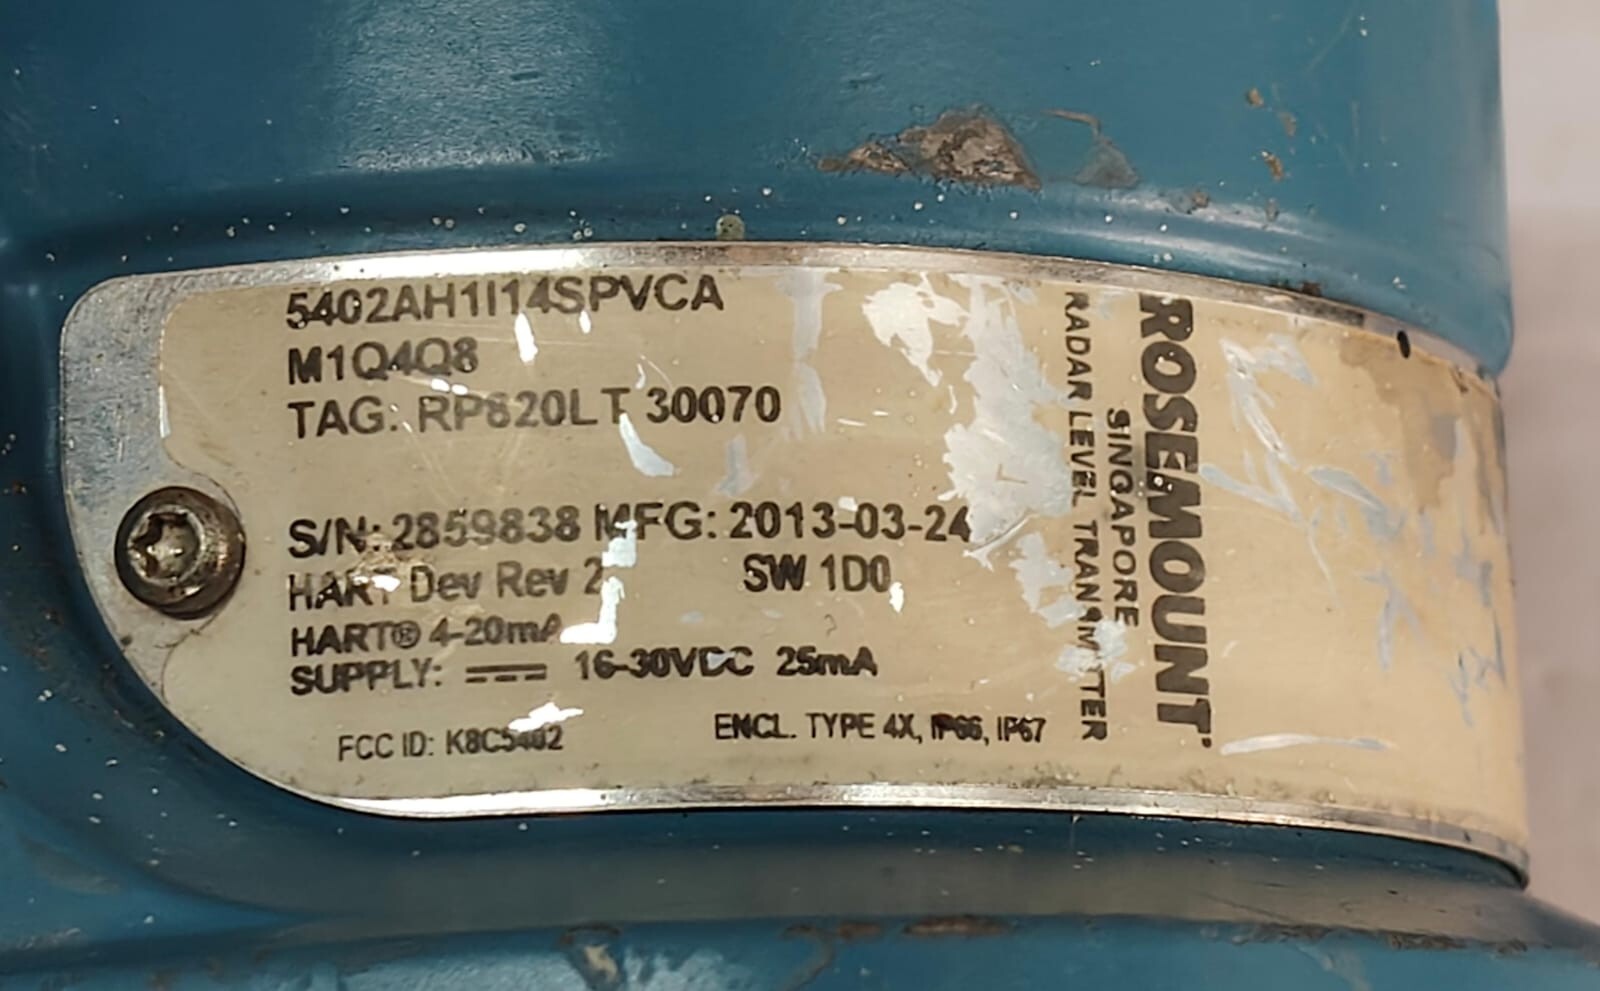 5402AH1I14SPVCA
M1Q4Q8
TAG: RP820LT 30070
S/N: 2859838 MFG: 2013-03-24
HART Dev Rev 2 SW 1D0
HART® 4-20mA
SUPPLY: 16-30VDC 25mA
FCC ID: K8C5402 ENCL. TYPE 4X, IP66, IP67
ROSEMOUNT
SINGAPORE
RADAR LEVEL TRANSMITTER